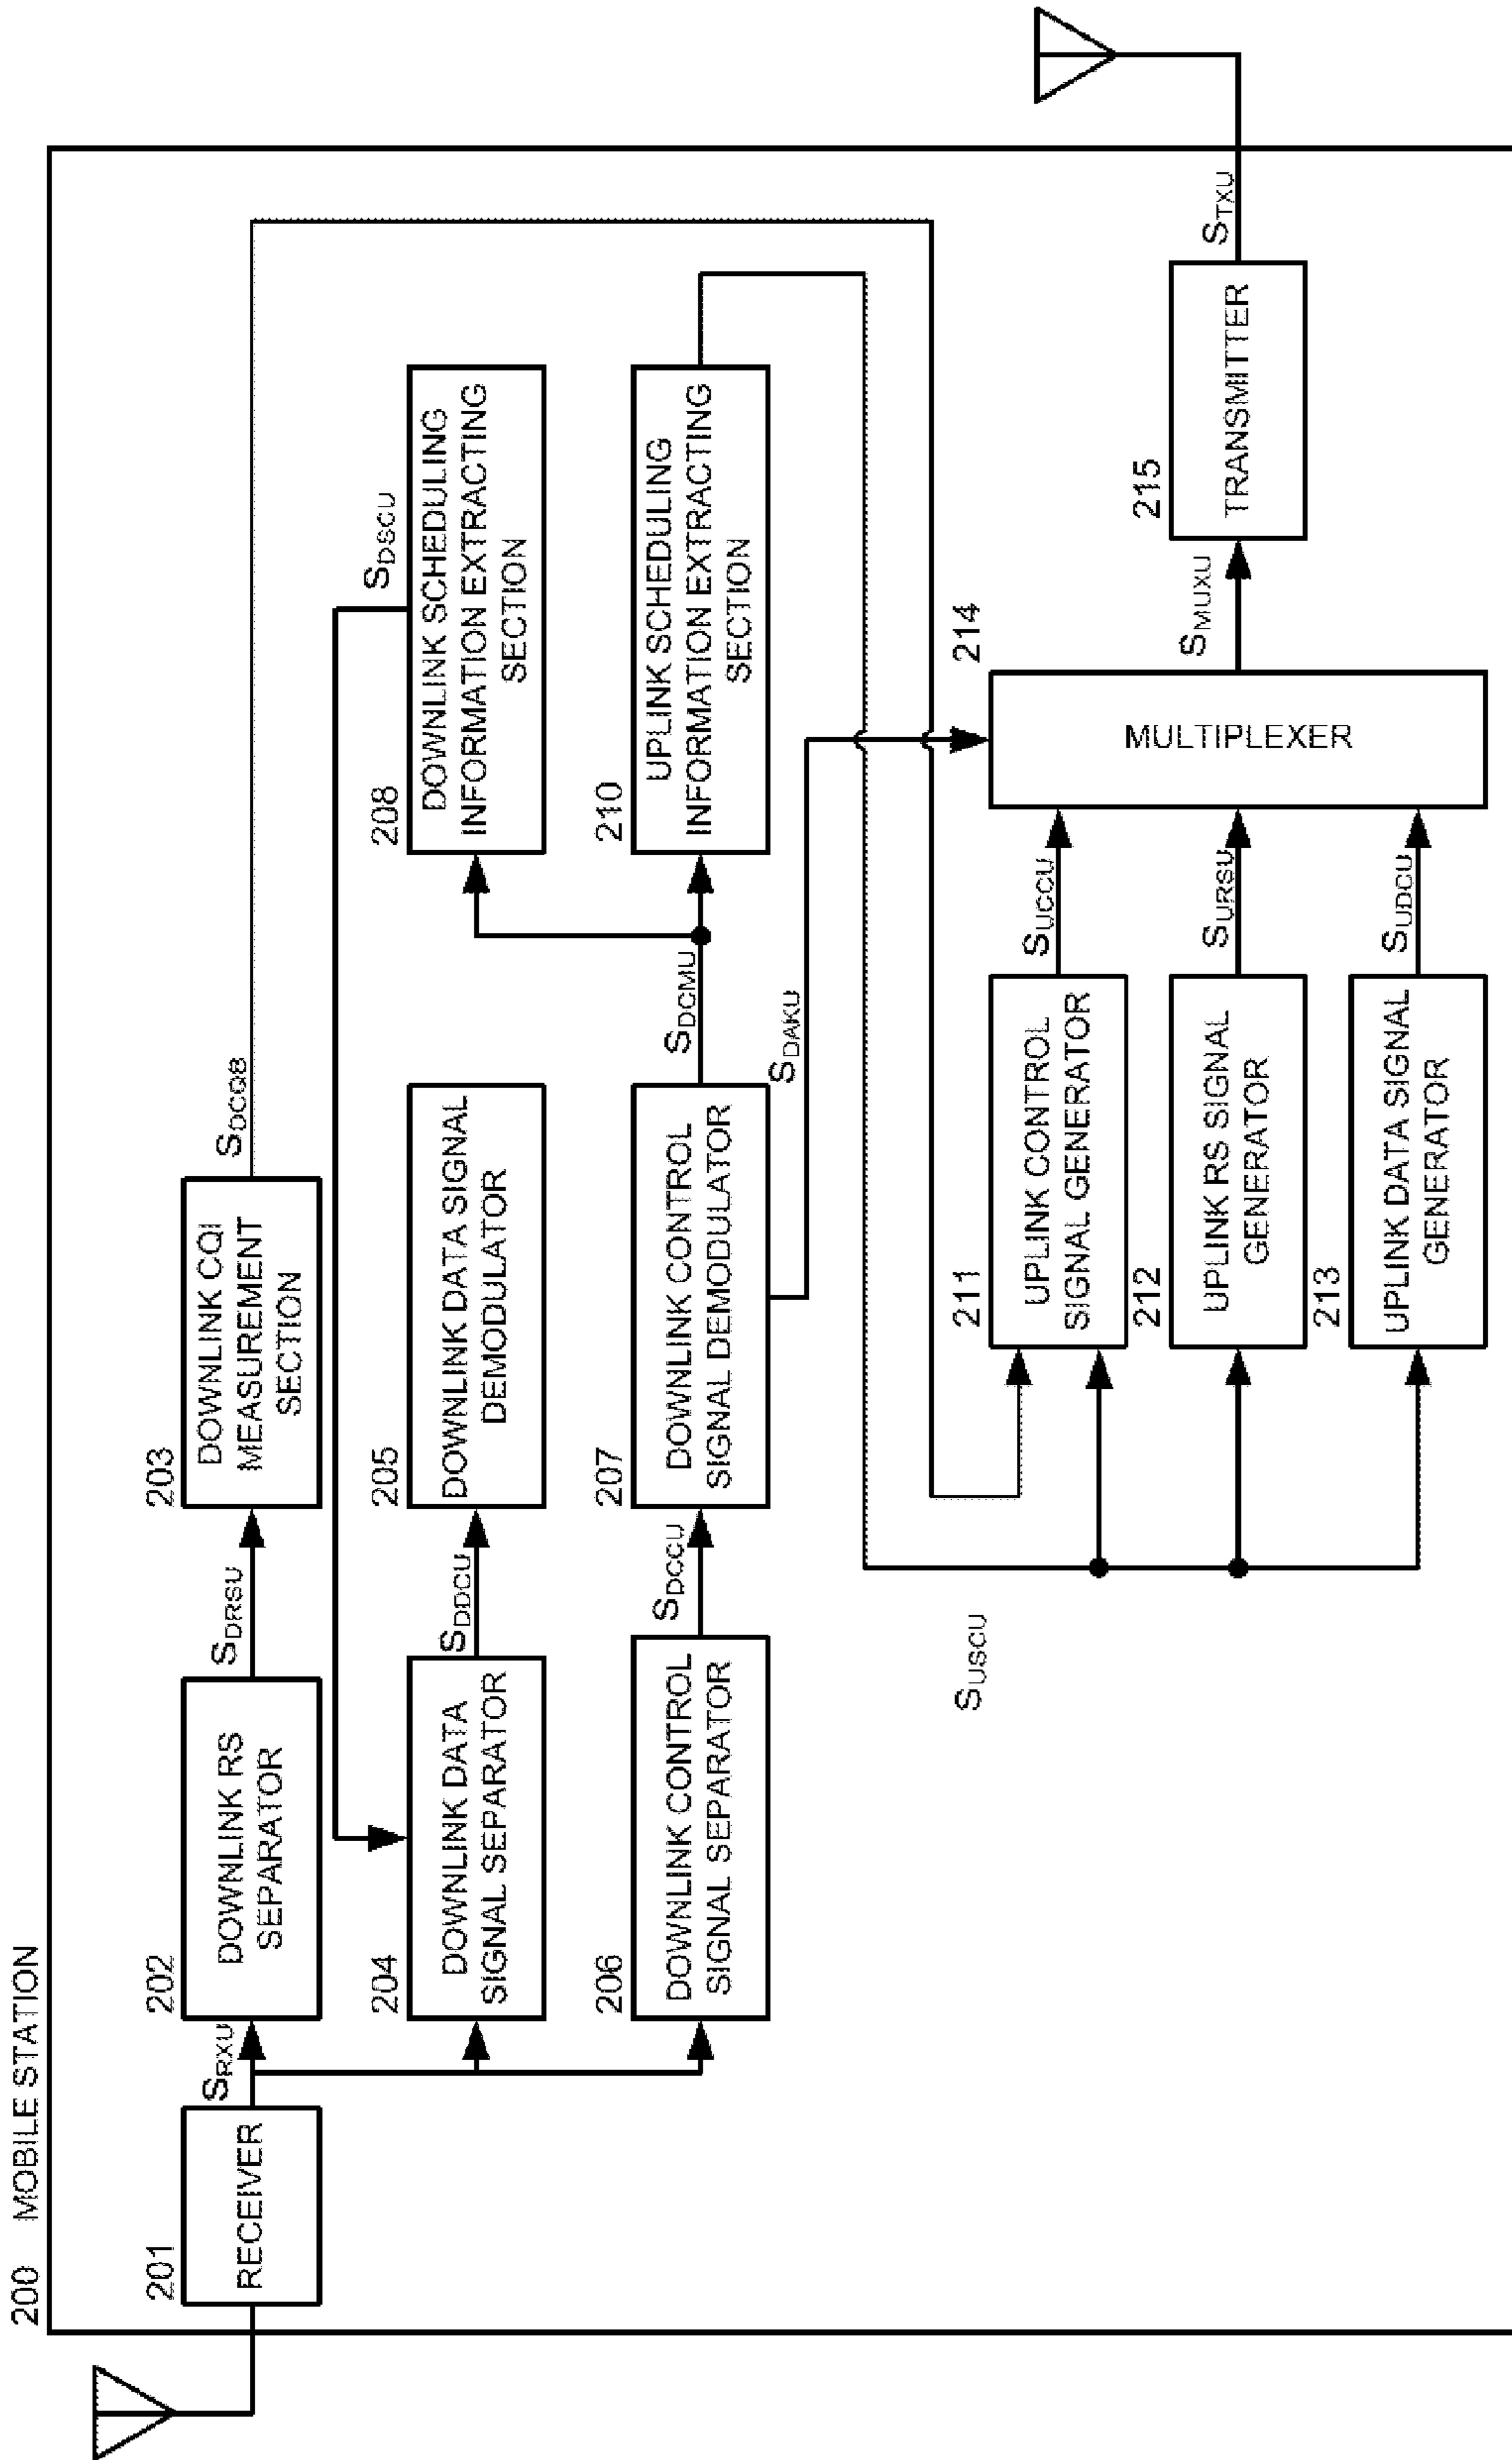 200 MOBILE STATION
201
RECEIVER
SRXU
202
DOWNLINK RS
SEPARATOR
SDRSU
203
DOWNLINK CQI
MEASUREMENT
SECTION
SDCQB
204
DOWNLINK DATA
SIGNAL SEPARATOR
SDDCU
205
DOWNLINK DATA SIGNAL
DEMODULATOR
SDSCU
208
DOWNLINK SCHEDULING
INFORMATION EXTRACTING
SECTION
206
DOWNLINK CONTROL
SIGNAL SEPARATOR
SDCCU
207
DOWNLINK CONTROL
SIGNAL DEMODULATOR
SDCMU
SDAKU
210
UPLINK SCHEDULING
INFORMATION EXTRACTING
SECTION
SUSCU
211
UPLINK CONTROL
SIGNAL GENERATOR
SUCCU
212
UPLINK RS SIGNAL
GENERATOR
SURSU
213
UPLINK DATA SIGNAL
GENERATOR
SUDCU
214
MULTIPLEXER
SMUXU
215
TRANSMITTER
STXU